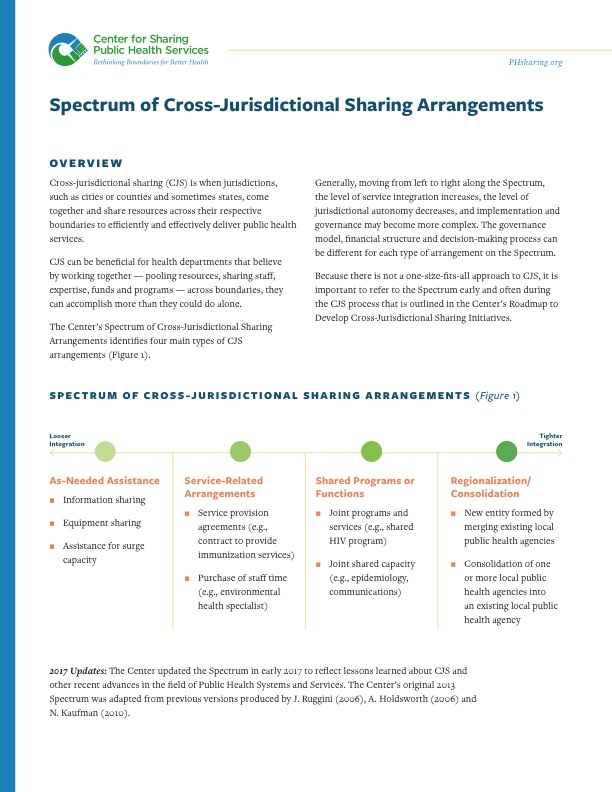 Center for Sharing
Public Health Services
Rethinking Boundaries for Better Health
PHsharing.org
Spectrum of Cross-Jurisdictional Sharing Arrangements
OVERVIEW
Cross-jurisdictional sharing (CJS) is when jurisdictions,
such as cities or counties and sometimes states, come
together and share resources across their respective
boundaries to efficiently and effectively deliver public health
services.
CJS can be beneficial for health departments that believe
by working together — pooling resources, sharing staff,
expertise, funds and programs — across boundaries, they
can accomplish more than they could do alone.
The Center's Spectrum of Cross-Jurisdictional Sharing
Arrangements identifies four main types of CJS
arrangements (Figure 1).
Generally, moving from left to right along the Spectrum,
the level of service integration increases, the level of
jurisdictional autonomy decreases, and implementation and
governance may become more complex. The governance
model, financial structure and decision-making process can
be different for each type of arrangement on the Spectrum.
Because there is not a one-size-fits-all approach to CJS, it is
important to refer to the Spectrum early and often during
the CJS process that is outlined in the Center's Roadmap to
Develop Cross-Jurisdictional Sharing Initiatives.
SPECTRUM OF CROSS-JURISDICTIONAL SHARING ARRANGEMENTS (Figure 1)
Looser
Integration
Tighter
Integration
As-Needed Assistance
Information sharing
Equipment sharing
Assistance for surge
capacity
Service-Related
Arrangements
Service provision
agreements (e.g.,
contract to provide
immunization services)
Purchase of staff time
(e.g., environmental
health specialist)
Shared Programs or
Functions
Joint programs and
services (e.g., shared
HIV program)
Joint shared capacity
(e.g., epidemiology,
communications)
Regionalization/
Consolidation
New entity formed by
merging existing local
public health agencies
Consolidation of one
or more local public
health agencies into
an existing local public
health agency
2017 Updates: The Center updated the Spectrum in early 2017 to reflect lessons learned about CJS and
other recent advances in the field of Public Health Systems and Services. The Center's original 2013
Spectrum was adapted from previous versions produced by J. Ruggini (2006), A. Holdsworth (2006) and
N. Kaufman (2010).